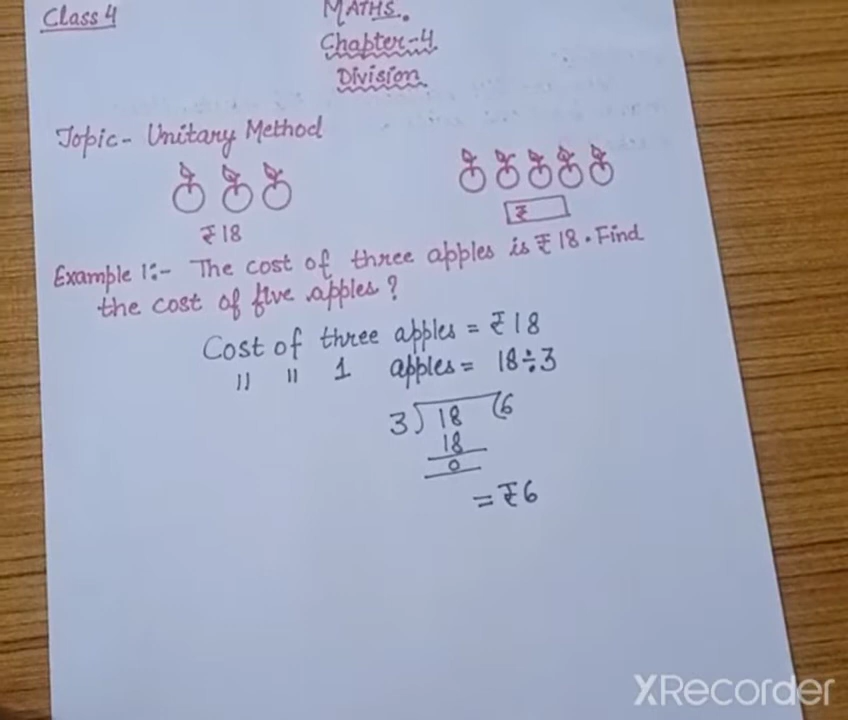 Class 4
MATHS.
Chapter-4
Division
Topic- Unitary Method
₹18
₹
Example 1:- The cost of three apples is ₹18. Find
the cost of five apples?
Cost of three apples = ₹18
" " 1 apples = 18÷3
3)18(6
18
0
= ₹6
XRecorder